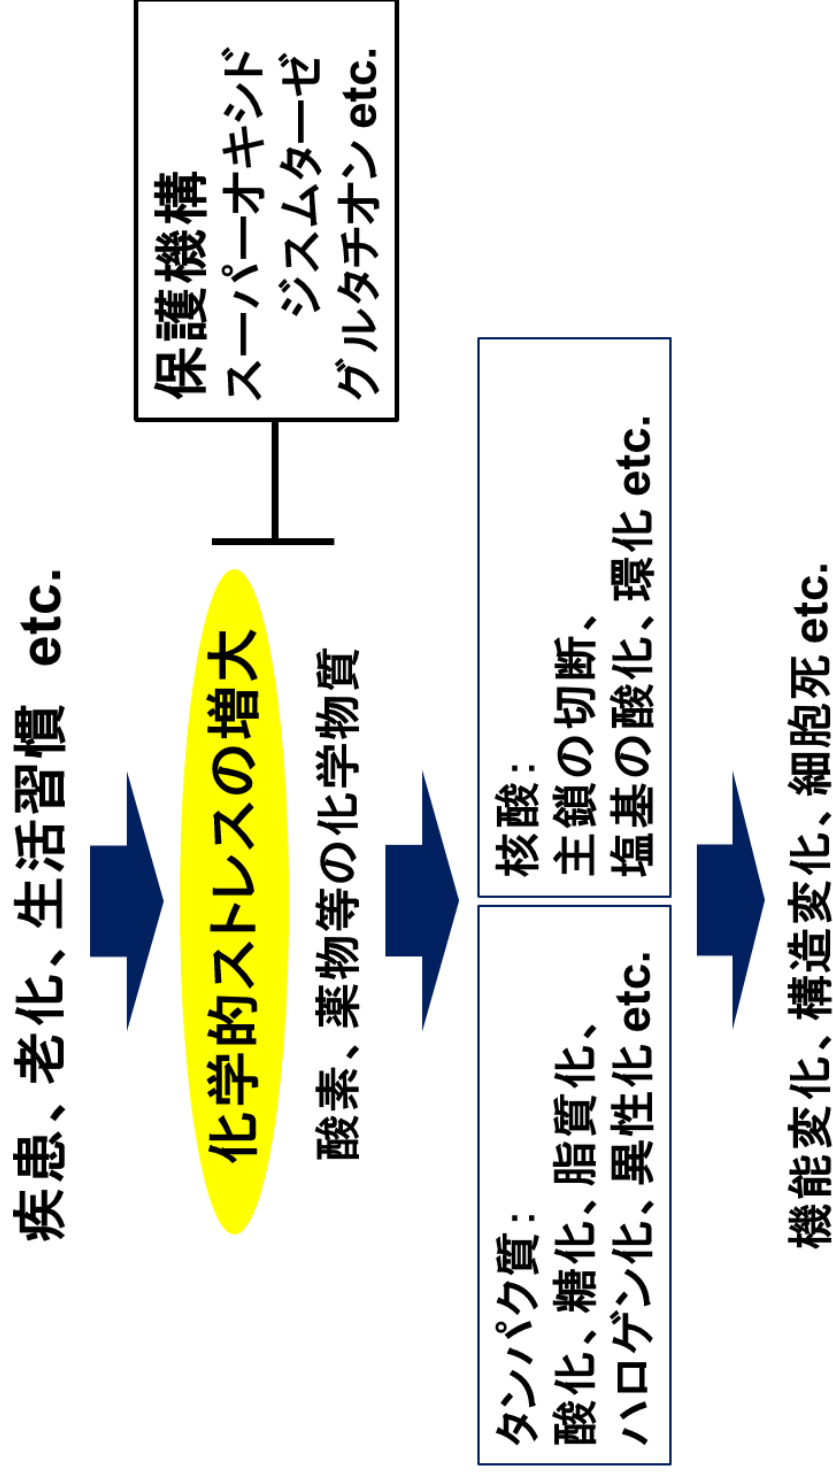 疾患、老化、生活習慣 etc.
化学的ストレスの増大
酸素、薬物等の化学物質
保護機構
スーパーオキシド
ジスムターゼ
グルタチオン etc.
タンパク質：
酸化、糖化、脂質化、
ハロゲン化、異性化 etc.
核酸：
主鎖の切断、
塩基の酸化、環化 etc.
機能変化、構造変化、細胞死 etc.